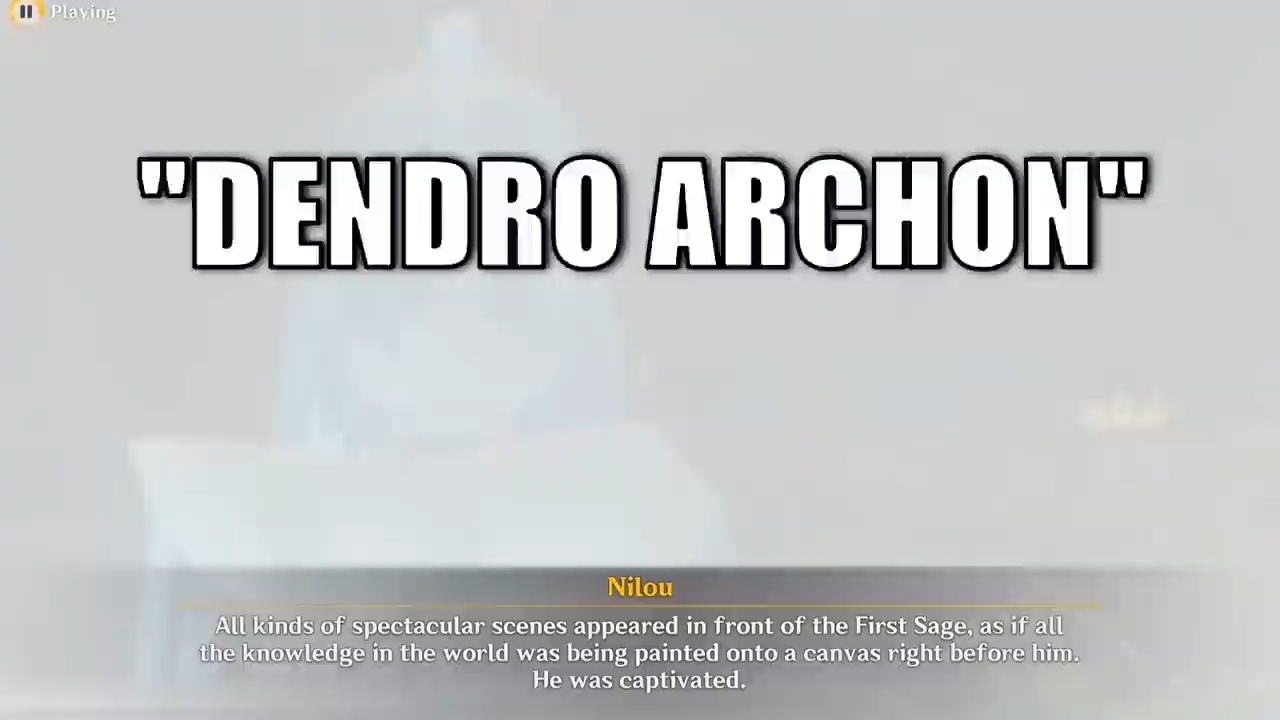 Playing
"DENDRO ARCHON"
Nilou
All kinds of spectacular scenes appeared in front of the First Sage, as if all
the knowledge in the world was being painted onto a canvas right before him.
He was captivated.